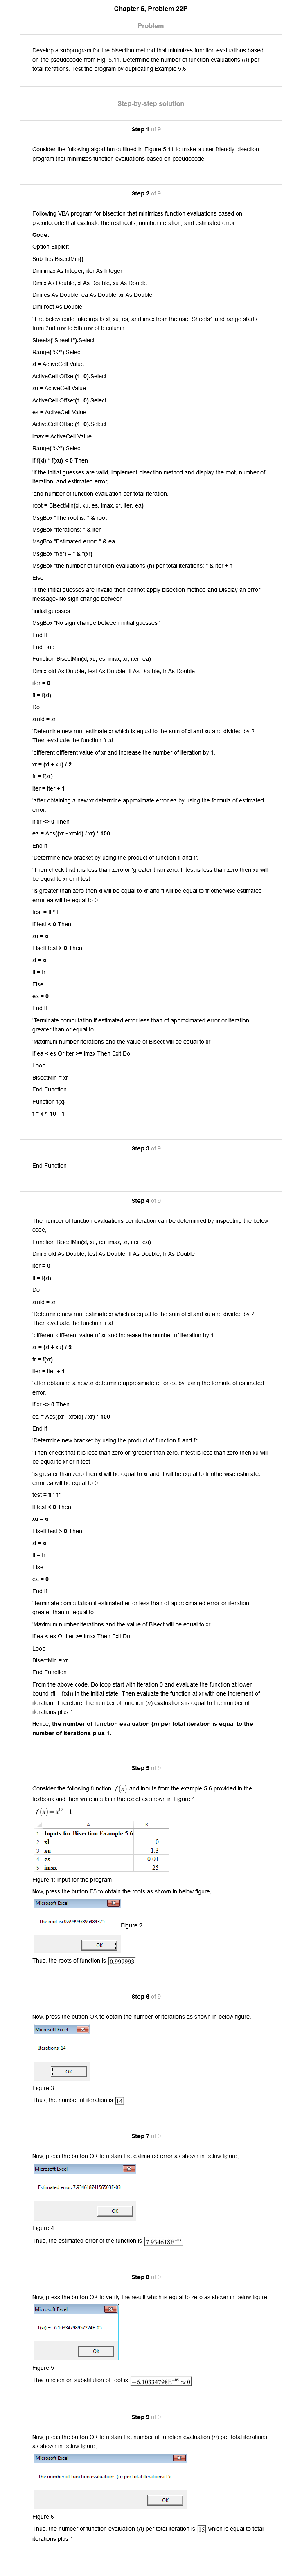 Chapter 5, Problem 22P
Problem
Develop a subprogram for the bisection method that minimizes function evaluations based
on the pseudocode from Fig. 5.11. Determine the number of function evaluations (n) per
total iterations. Test the program by duplicating Example 5.6.
Step-by-step solution
Step 1 of 9
Consider the following algorithm outlined in Figure 5.11 to make a user friendly bisection
program that minimizes function evaluations based on pseudocode.
Step 2 of 9
Following VBA program for bisection that minimizes function evaluations based on
pseudocode that evaluate the real roots, number iteration, and estimated error.
Code:
Option Explicit
Sub TestBisectMin()
Dim imax As Integer, iter As Integer
Dim x As Double, xl As Double, xu As Double
Dim es As Double, ea As Double, xr As Double
Dim root As Double
'The below code take inputs xl, xu, es, and imax from the user Sheets1 and range starts
from 2nd row to 5th row of b column.
Sheets("Sheet1").Select
Range("b2").Select
xl = ActiveCell.Value
ActiveCell.Offset(1, 0).Select
xu = ActiveCell.Value
ActiveCell.Offset(1, 0).Select
es = ActiveCell.Value
ActiveCell.Offset(1, 0).Select
imax = ActiveCell.Value
Range("b2").Select
If f(xl) * f(xu) < 0 Then
'if the initial guesses are valid, implement bisection method and display the root, number of
iteration, and estimated error,
'and number of function evaluation per total iteration.
root = BisectMin(xl, xu, es, imax, xr, iter, ea)
MsgBox "The root is: " & root
MsgBox "Iterations: " & iter
MsgBox "Estimated error: " & ea
MsgBox "f(xr) = " & f(xr)
MsgBox "the number of function evaluations (n) per total iterations: " & iter + 1
Else
'If the initial guesses are invalid then cannot apply bisection method and Display an error
message- No sign change between
'initial guesses.
MsgBox "No sign change between initial guesses"
End If
End Sub
Function BisectMin(xl, xu, es, imax, xr, iter, ea)
Dim xrold As Double, test As Double, fl As Double, fr As Double
iter = 0
fl = f(xl)
Do
xrold = xr
'Determine new root estimate xr which is equal to the sum of xl and xu and divided by 2.
Then evaluate the function fr at
'different different value of xr and increase the number of iteration by 1.
xr = (xl + xu) / 2
fr = f(xr)
iter = iter + 1
'after obtaining a new xr determine approximate error ea by using the formula of estimated
error.
If xr <> 0 Then
ea = Abs((xr - xrold) / xr) * 100
End If
'Determine new bracket by using the product of function fl and fr.
'Then check that it is less than zero or 'greater than zero. If test is less than zero then xu will
be equal to xr or if test
'is greater than zero then xl will be equal to xr and fl will be equal to fr otherwise estimated
error ea will be equal to 0.
test = fl * fr
If test < 0 Then
xu = xr
ElseIf test > 0 Then
xl = xr
fl = fr
Else
ea = 0
End If
'Terminate computation if estimated error less than of approximated error or iteration
greater than or equal to
'Maximum number iterations and the value of Bisect will be equal to xr
If ea < es Or iter >= imax Then Exit Do
Loop
BisectMin = xr
End Function
Function f(x)
f = x ^ 10 - 1
Step 3 of 9
End Function
Step 4 of 9
The number of function evaluations per iteration can be determined by inspecting the below
code,
Function BisectMin(xl, xu, es, imax, xr, iter, ea)
Dim xrold As Double, test As Double, fl As Double, fr As Double
iter = 0
fl = f(xl)
Do
xrold = xr
'Determine new root estimate xr which is equal to the sum of xl and xu and divided by 2.
Then evaluate the function fr at
'different different value of xr and increase the number of iteration by 1.
xr = (xl + xu) / 2
fr = f(xr)
iter = iter + 1
'after obtaining a new xr determine approximate error ea by using the formula of estimated
error.
If xr <> 0 Then
ea = Abs((xr - xrold) / xr) * 100
End If
'Determine new bracket by using the product of function fl and fr.
'Then check that it is less than zero or 'greater than zero. If test is less than zero then xu will
be equal to xr or if test
'is greater than zero then xl will be equal to xr and fl will be equal to fr otherwise estimated
error ea will be equal to 0.
test = fl * fr
If test < 0 Then
xu = xr
ElseIf test > 0 Then
xl = xr
fl = fr
Else
ea = 0
End If
'Terminate computation if estimated error less than of approximated error or iteration
greater than or equal to
'Maximum number iterations and the value of Bisect will be equal to xr
If ea < es Or iter >= imax Then Exit Do
Loop
BisectMin = xr
End Function
From the above code, Do loop start with iteration 0 and evaluate the function at lower
bound (fl = f(xl)) in the initial state. Then evaluate the function at xr with one increment of
iteration. Therefore, the number of function (n) evaluations is equal to the number of
iterations plus 1.
Hence, the number of function evaluation (n) per total iteration is equal to the
number of iterations plus 1.
Step 5 of 9
Consider the following function f(x) and inputs from the example 5.6 provided in the
textbook and then write inputs in the excel as shown in Figure 1,
f(x)=x¹⁰−1
A B
1 Inputs for Bisection Example 5.6
2 xl 0
3 xu 1.3
4 es 0.01
5 imax 25
Figure 1: input for the program
Now, press the button F5 to obtain the roots as shown in below figure,
Microsoft Excel
The root is: 0.999993896484375
OK
Figure 2
Thus, the roots of function is 0.999993
Step 6 of 9
Now, press the button OK to obtain the number of iterations as shown in below figure,
Microsoft Excel
Iterations: 14
OK
Figure 3
Thus, the number of iteration is 14.
Step 7 of 9
Now, press the button OK to obtain the estimated error as shown in below figure,
Microsoft Excel
Estimated error: 7.93461874156503E-03
OK
Figure 4
Thus, the estimated error of the function is 7.934618E⁻⁰³.
Step 8 of 9
Now, press the button OK to verify the result which is equal to zero as shown in below figure,
Microsoft Excel
f(xr) = -6.10334798957224E-05
OK
Figure 5
The function on substitution of root is −6.10334798E⁻⁰⁵ ≈ 0.
Step 9 of 9
Now, press the button OK to obtain the number of function evaluation (n) per total iterations
as shown in below figure,
Microsoft Excel
the number of function evaluations (n) per total iterations: 15
OK
Figure 6
Thus, the number of function evaluation (n) per total iteration is 15 which is equal to total
iterations plus 1.